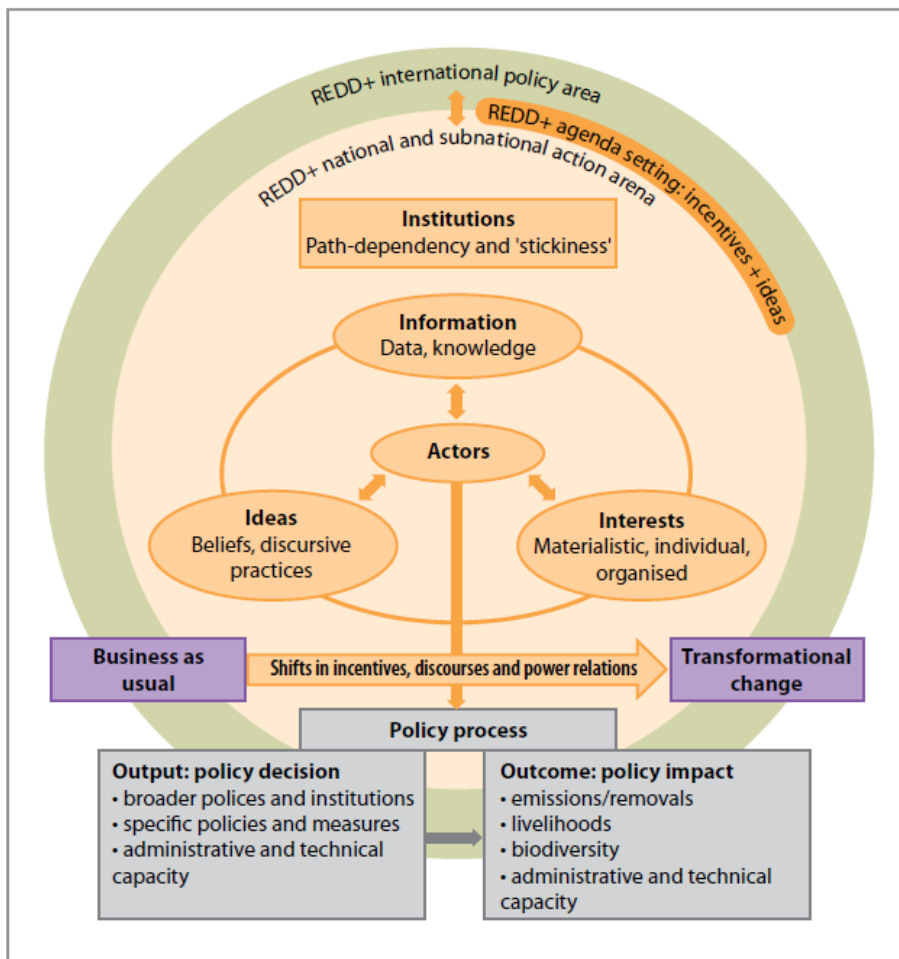 REDD+ international policy area
REDD+ agenda setting: incentives + ideas
REDD+ national and subnational action arena
Institutions
Path-dependency and 'stickiness'
Information
Data, knowledge
Actors
Ideas
Beliefs, discursive
practices
Interests
Materialistic, individual,
organised
Business as
usual
Shifts in incentives, discourses and power relations
Transformational
change
Policy process
Output: policy decision
• broader polices and institutions
• specific policies and measures
• administrative and technical
capacity
Outcome: policy impact
• emissions/removals
• livelihoods
• biodiversity
• administrative and technical
capacity